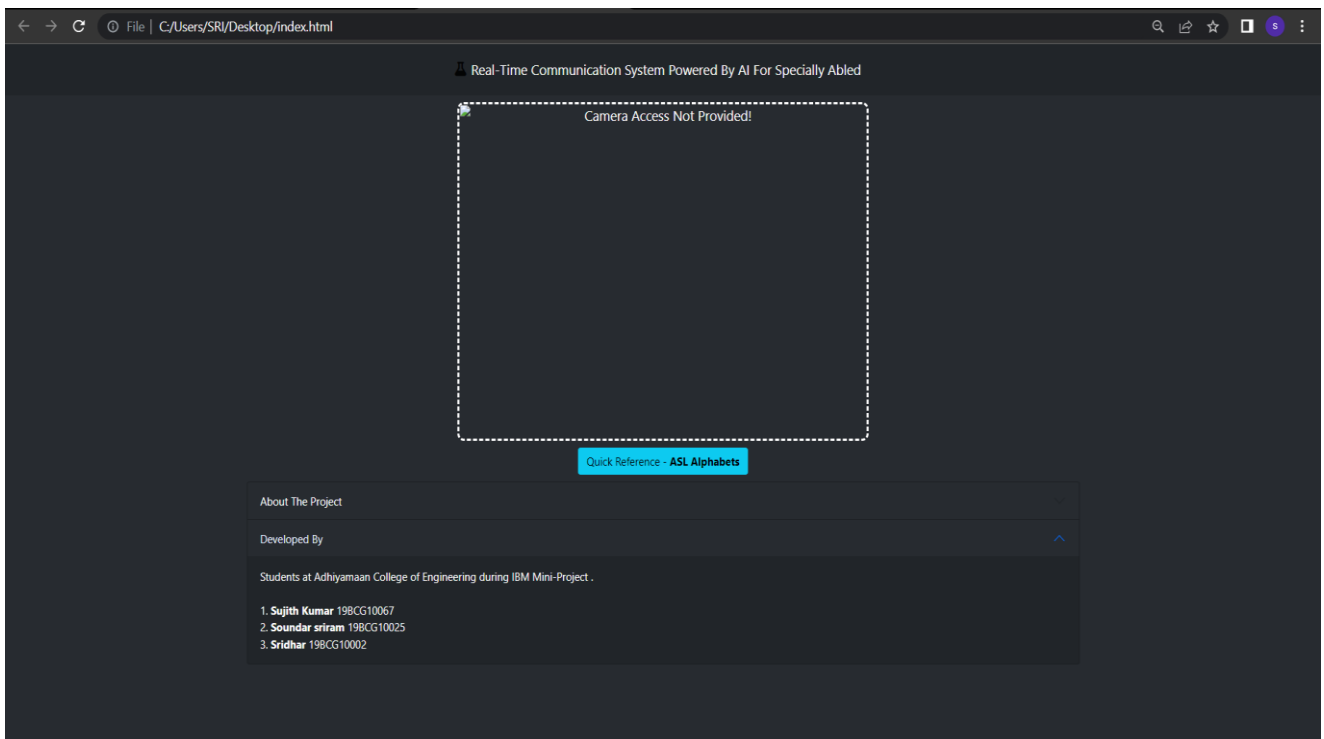 File | C:/Users/SRI/Desktop/index.html
S
Real-Time Communication System Powered By AI For Specially Abled
Camera Access Not Provided!
Quick Reference - ASL Alphabets
About The Project
Developed By
Students at Adhiyamaan College of Engineering during IBM Mini-Project .
1. Sujith Kumar 19BCG10067
2. Soundar sriram 19BCG10025
3. Sridhar 19BCG10002